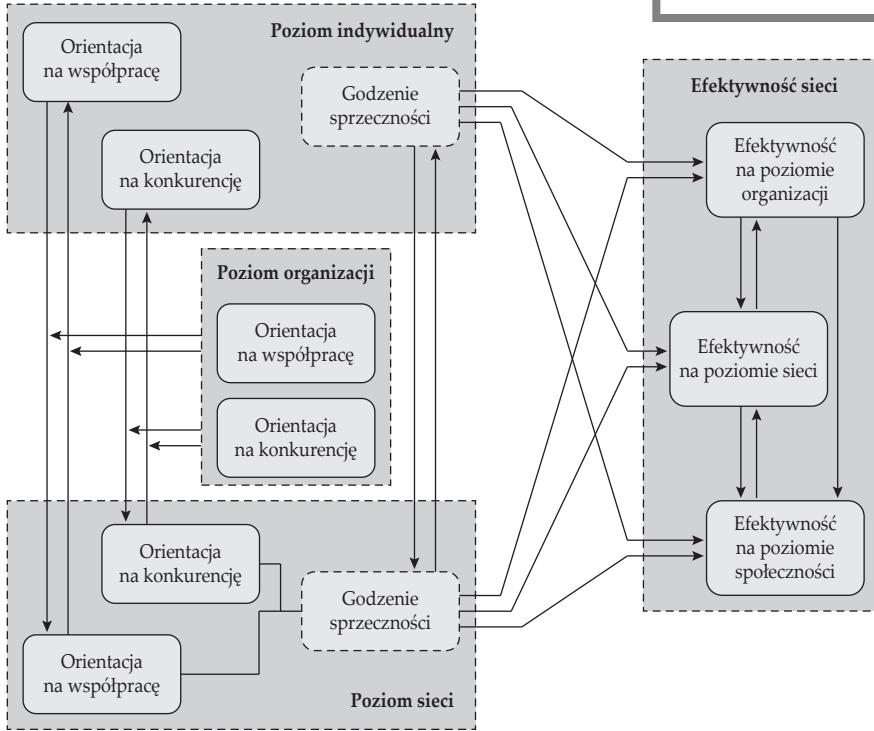 Poziom indywidualny
Orientacja
na współpracę
Orientacja
na konkurencję
Godzenie
sprzeczności
Poziom organizacji
Orientacja
na współpracę
Orientacja
na konkurencję
Orientacja
na konkurencję
Orientacja
na współpracę
Godzenie
sprzeczności
Poziom sieci
Efektywność sieci
Efektywność
na poziomie
organizacji
Efektywność
na poziomie sieci
Efektywność
na poziomie
społeczności